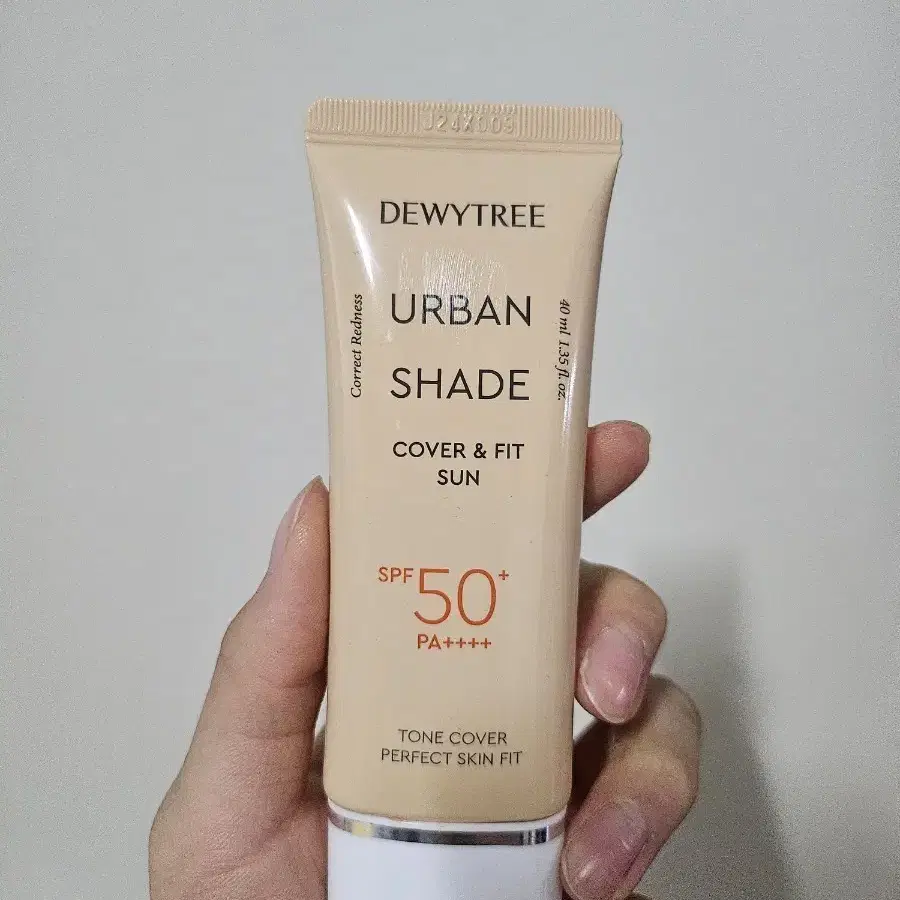 J24X009
DEWYTREE
URBAN
SHADE
Correct Redness
40 ml 1.35 fl. oz.
COVER & FIT
SUN
SPF 50+
PA++++
TONE COVER
PERFECT SKIN FIT